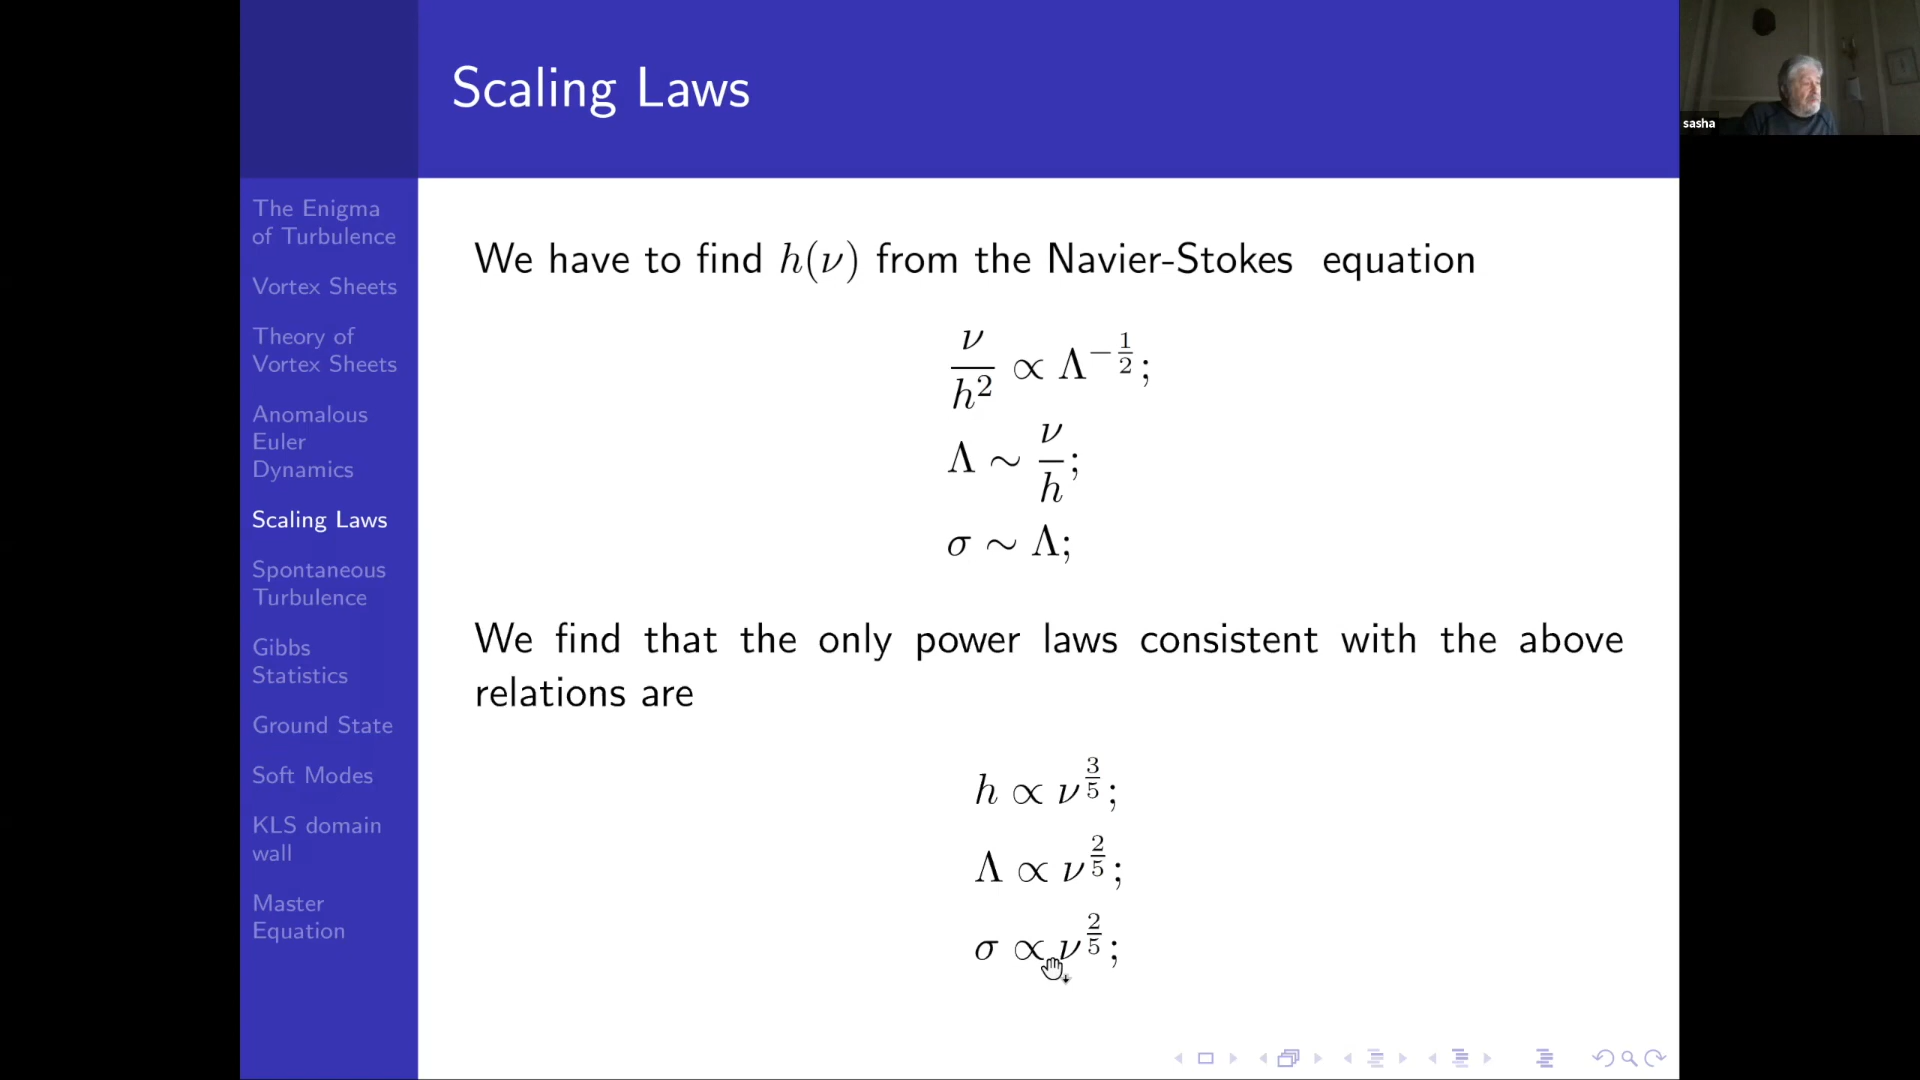 Scaling Laws
sasha
The Enigma
of Turbulence
Vortex Sheets
Theory of
Vortex Sheets
Anomalous
Euler
Dynamics
Scaling Laws
Spontaneous
Turbulence
Gibbs
Statistics
Ground State
Soft Modes
KLS domain
wall
Master
Equation
We have to find h(ν) from the Navier-Stokes equation
ν/h² ∝ Λ^{-1/2};
Λ ∼ ν/h;
σ ∼ Λ;
We find that the only power laws consistent with the above
relations are
h ∝ ν^{3/5};
Λ ∝ ν^{2/5};
σ ∝ ν^{2/5};